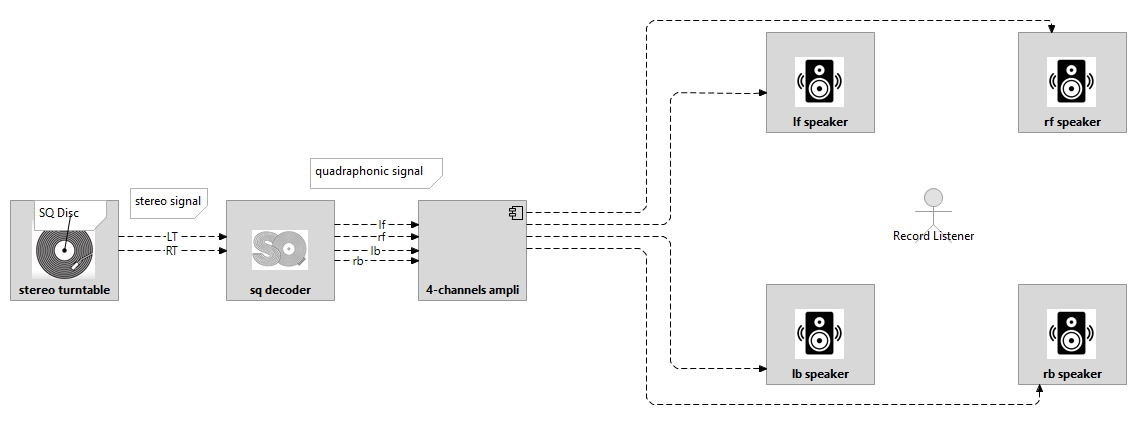 lf speaker
rf speaker
quadraphonic signal
stereo signal
SQ Disc
LT
RT
lf
rf
lb
rb
SQ
stereo turntable
sq decoder
4-channels ampli
Record Listener
lb speaker
rb speaker